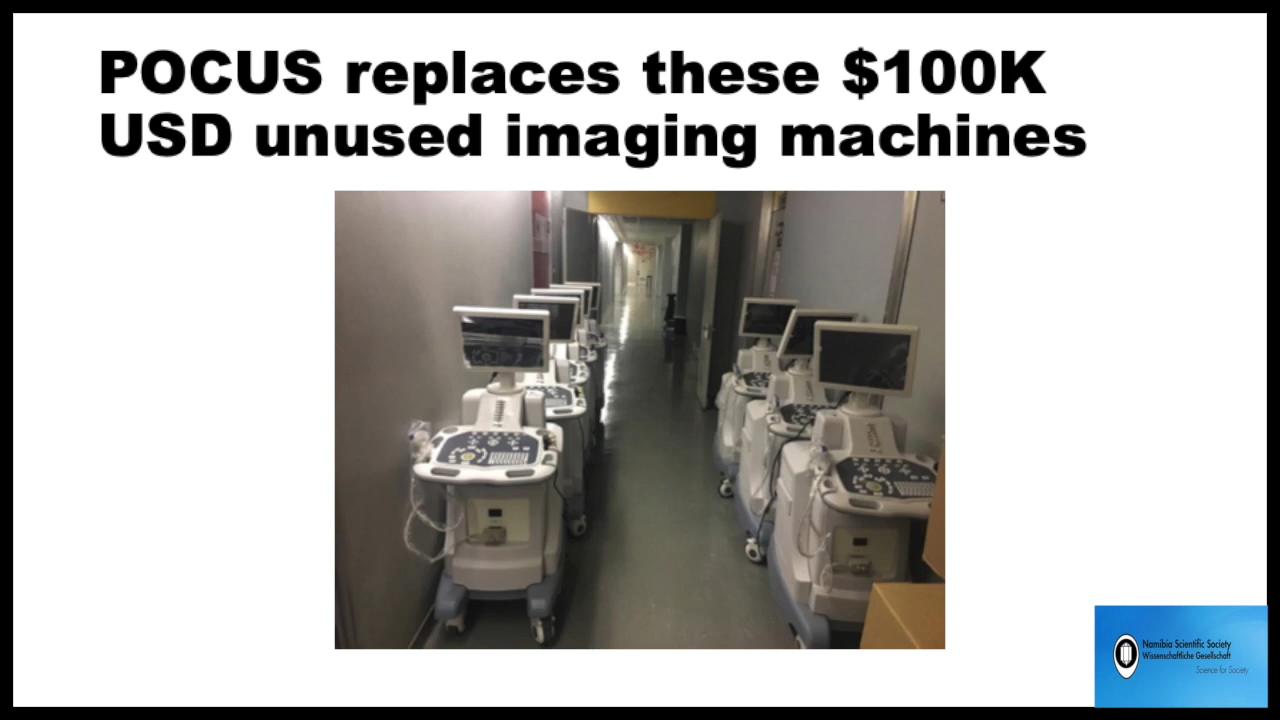 POCUS replaces these $100K
USD unused imaging machines
Namibia Scientific Society
Wissenschaftliche Gesellschaft
Science for Society